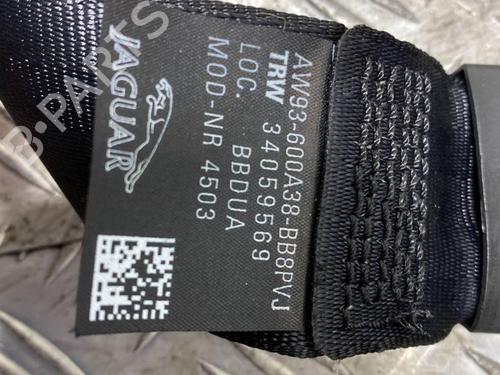 JAGUAR
AW93-600A38-BB8PVJ
TRW 34059569
LOC. BBDUA
MOD-NR 4503
B-PARTS